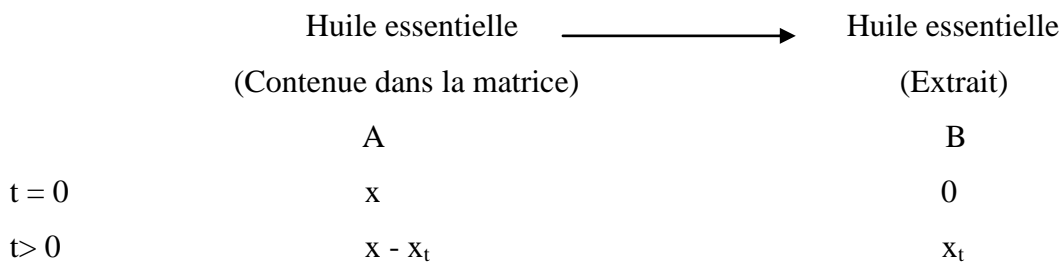 Huile essentielle Huile essentielle
(Contenue dans la matrice) (Extrait)
A B
t = 0 x 0
t> 0 x - xt xt